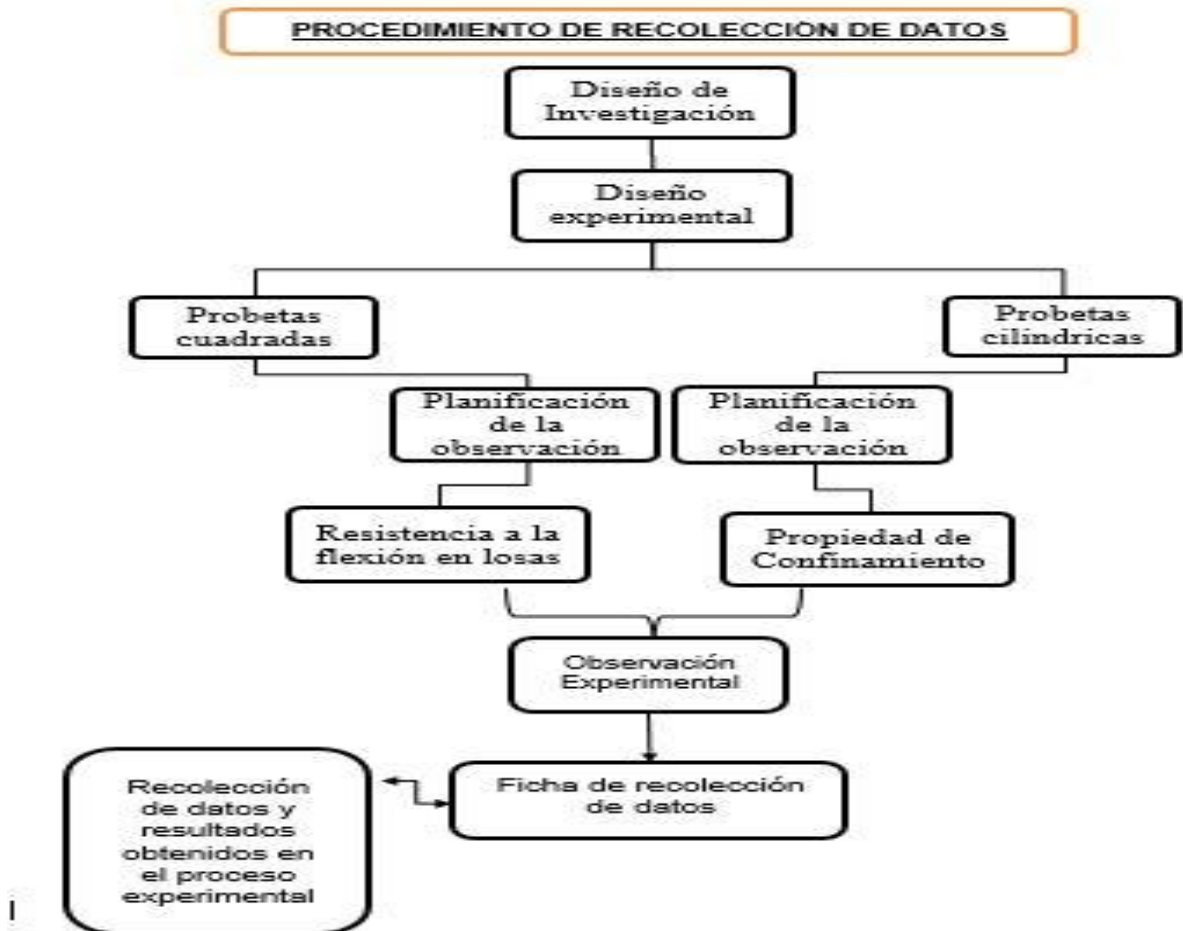 PROCEDIMIENTO DE RECOLECCIÓN DE DATOS
Diseño de
Investigación
Diseño
experimental
Probetas
cuadradas
Probetas
cilíndricas
Planificación
de la
observación
Planificación
de la
observación
Resistencia a la
flexión en losas
Propiedad de
Confinamiento
Observación
Experimental
Ficha de recolección
de datos
Recolección
de datos y
resultados
obtenidos en
el proceso
experimental